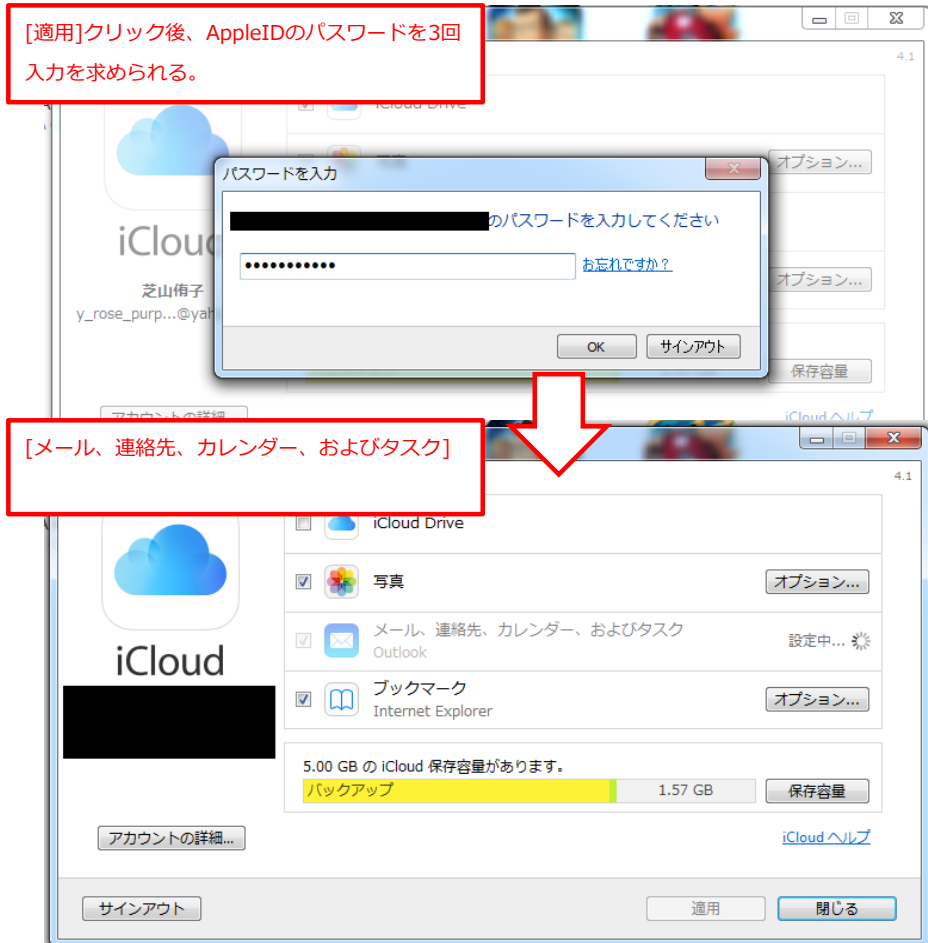 [適用]クリック後、AppleIDのパスワードを3回
入力を求められる。
4.1
iCloud Drive
写真
オプション...
パスワードを入力
のパスワードを入力してください
お忘れですか？
iCloud
芝山侑子
y_rose_purp...@yah
オプション...
OK
サインアウト
保存容量
アカウントの詳細...
iCloud ヘルプ
[メール、連絡先、カレンダー、およびタスク]
4.1
iCloud Drive
写真
オプション...
メール、連絡先、カレンダー、およびタスク
Outlook
設定中...
iCloud
ブックマーク
Internet Explorer
オプション...
5.00 GB の iCloud 保存容量があります。
バックアップ
1.57 GB
保存容量
アカウントの詳細...
iCloud ヘルプ
サインアウト
適用
閉じる